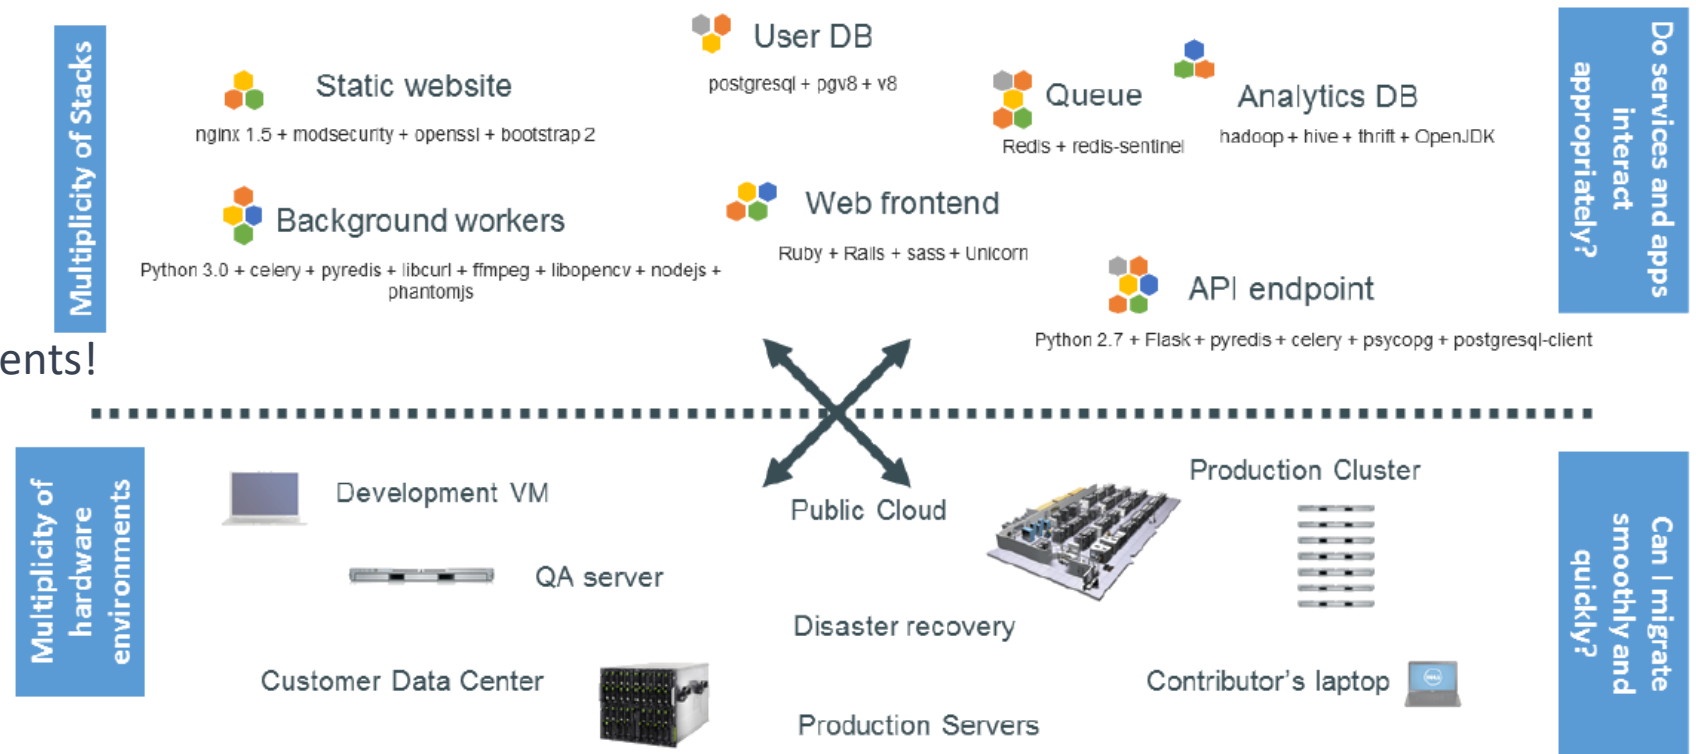 Multiplicity of Stacks
Static website
nginx 1.5 + modsecurity + openssl + bootstrap 2
User DB
postgresql + pgv8 + v8
Queue
Redis + redis-sentinel
Analytics DB
hadoop + hive + thrift + OpenJDK
Do services and apps
interact
appropriately?
Background workers
Python 3.0 + celery + pyredis + libcurl + ffmpeg + libopencv + nodejs +
phantomjs
Web frontend
Ruby + Rails + sass + Unicorn
API endpoint
Python 2.7 + Flask + pyredis + celery + psycopg + postgresql-client
ents!
Multiplicity of
hardware
environments
Development VM
QA server
Customer Data Center
Public Cloud
Disaster recovery
Production Servers
Production Cluster
Contributor's laptop
DELL
Can I migrate
smoothly and
quickly?